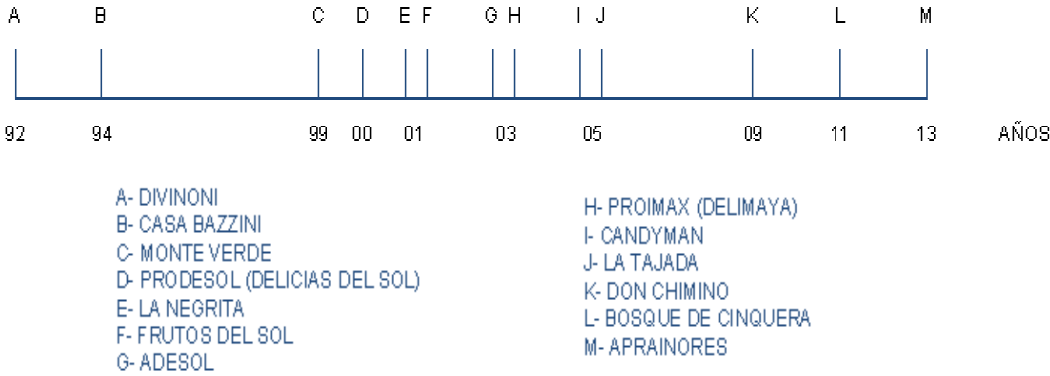 A B C D E F G H I J K L M
92 94 99 00 01 03 05 09 11 13 AÑOS
A- DIVINONI
B- CASA BAZZINI
C- MONTE VERDE
D- PRODESOL (DELICIAS DEL SOL)
E- LA NEGRITA
F- FRUTOS DEL SOL
G- ADESOL
H- PROIMAX (DELIMAYA)
I- CANDYMAN
J- LA TAJADA
K- DON CHIMINO
L- BOSQUE DE CINQUERA
M- APRAINORES